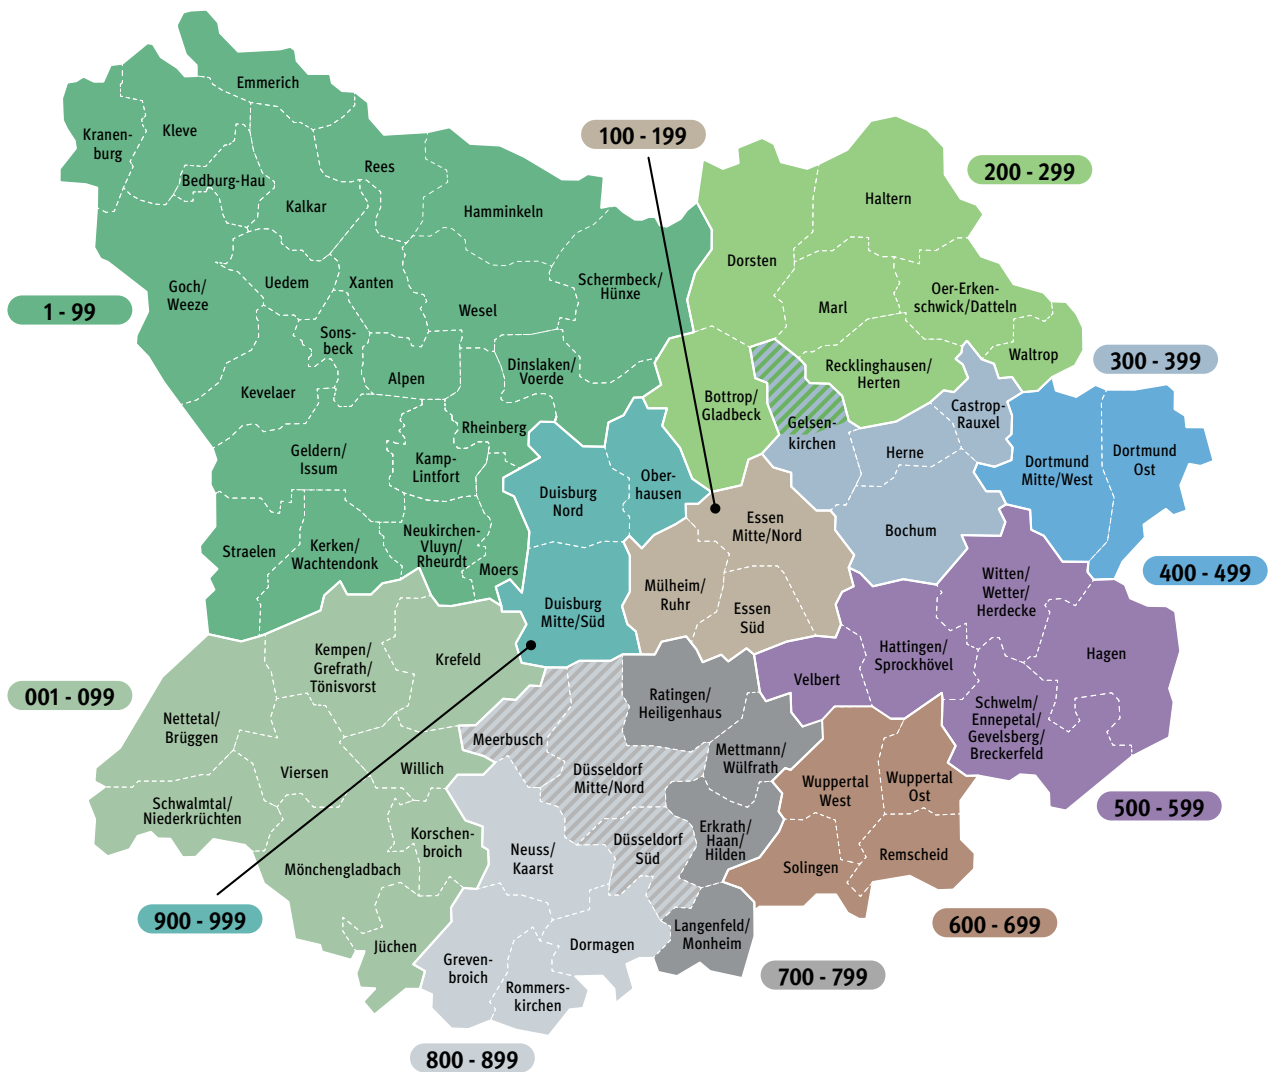 Emmerich
Kranen-
burg
Kleve
Bedburg-Hau
Kalkar
Rees
Hamminkeln
100 - 199
200 - 299
Haltern
Dorsten
Goch/
Weeze
Uedem
Xanten
Schermbeck/
Hünxe
Wesel
Marl
Oer-Erken-
schwick/Datteln
1 - 99
Sons-
beck
Alpen
Dinslaken/
Voerde
Kevelaer
Recklinghausen/
Herten
Waltrop
300 - 399
Bottrop/
Gladbeck
Gelsen-
kirchen
Castrop-
Rauxel
Rheinberg
Geldern/
Issum
Kamp-
Lintfort
Herne
Dortmund
Mitte/West
Dortmund
Ost
Duisburg
Nord
Ober-
hausen
Essen
Mitte/Nord
Bochum
Straelen
Kerken/
Wachtendonk
Neukirchen-
Vluyn/
Rheurdt
Moers
400 - 499
Duisburg
Mitte/Süd
Mülheim/
Ruhr
Essen
Süd
Witten/
Wetter/
Herdecke
Kempen/
Grefrath/
Tönisvorst
Krefeld
Hattingen/
Sprockhövel
Hagen
001 - 099
Velbert
Ratingen/
Heiligenhaus
Nettetal/
Brüggen
Meerbusch
Schwelm/
Ennepetal/
Gevelsberg/
Breckerfeld
Viersen
Willich
Düsseldorf
Mitte/Nord
Mettmann/
Wülfrath
Wuppertal
West
Wuppertal
Ost
500 - 599
Schwalmtal/
Niederkrüchten
Korschen-
broich
Neuss/
Kaarst
Düsseldorf
Süd
Erkrath/
Haan/
Hilden
Mönchengladbach
Solingen
Remscheid
900 - 999
600 - 699
Jüchen
Greven-
broich
Dormagen
Langenfeld/
Monheim
700 - 799
Rommers-
kirchen
800 - 899